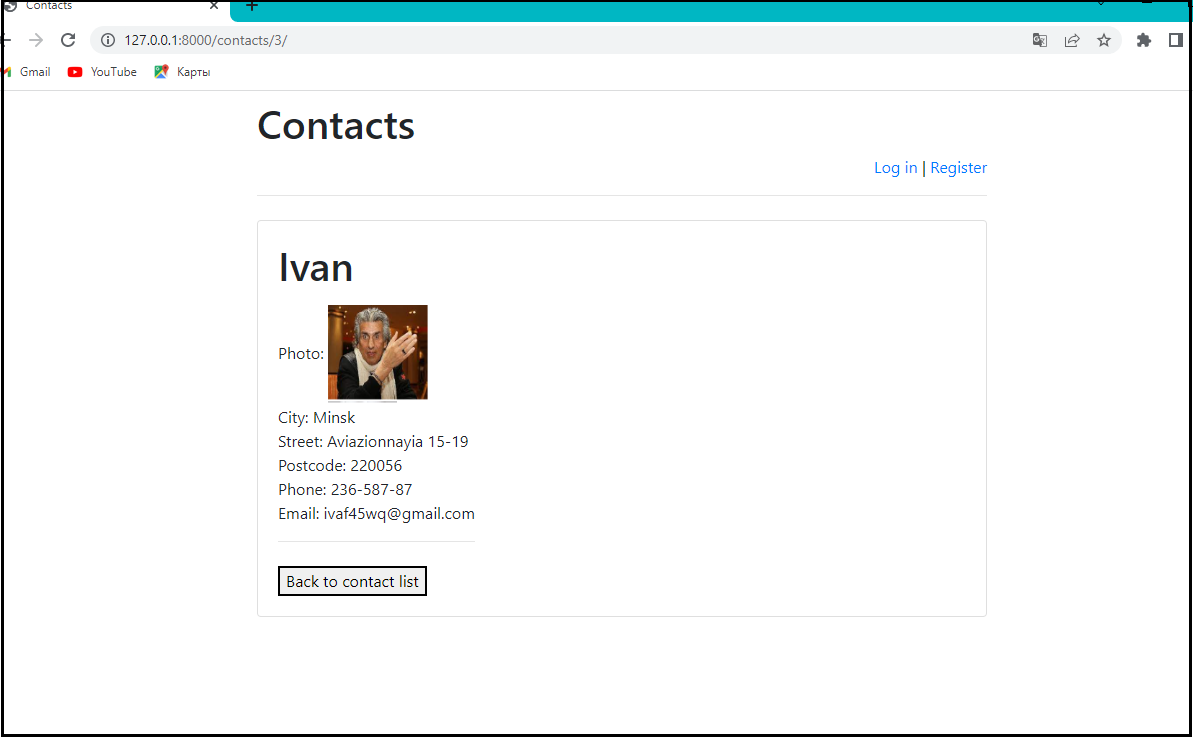 Contacts
127.0.0.1:8000/contacts/3/
Gmail YouTube Карты
Contacts
Log in | Register
Ivan
Photo:
City: Minsk
Street: Aviazionnayia 15-19
Postcode: 220056
Phone: 236-587-87
Email: ivaf45wq@gmail.com
Back to contact list